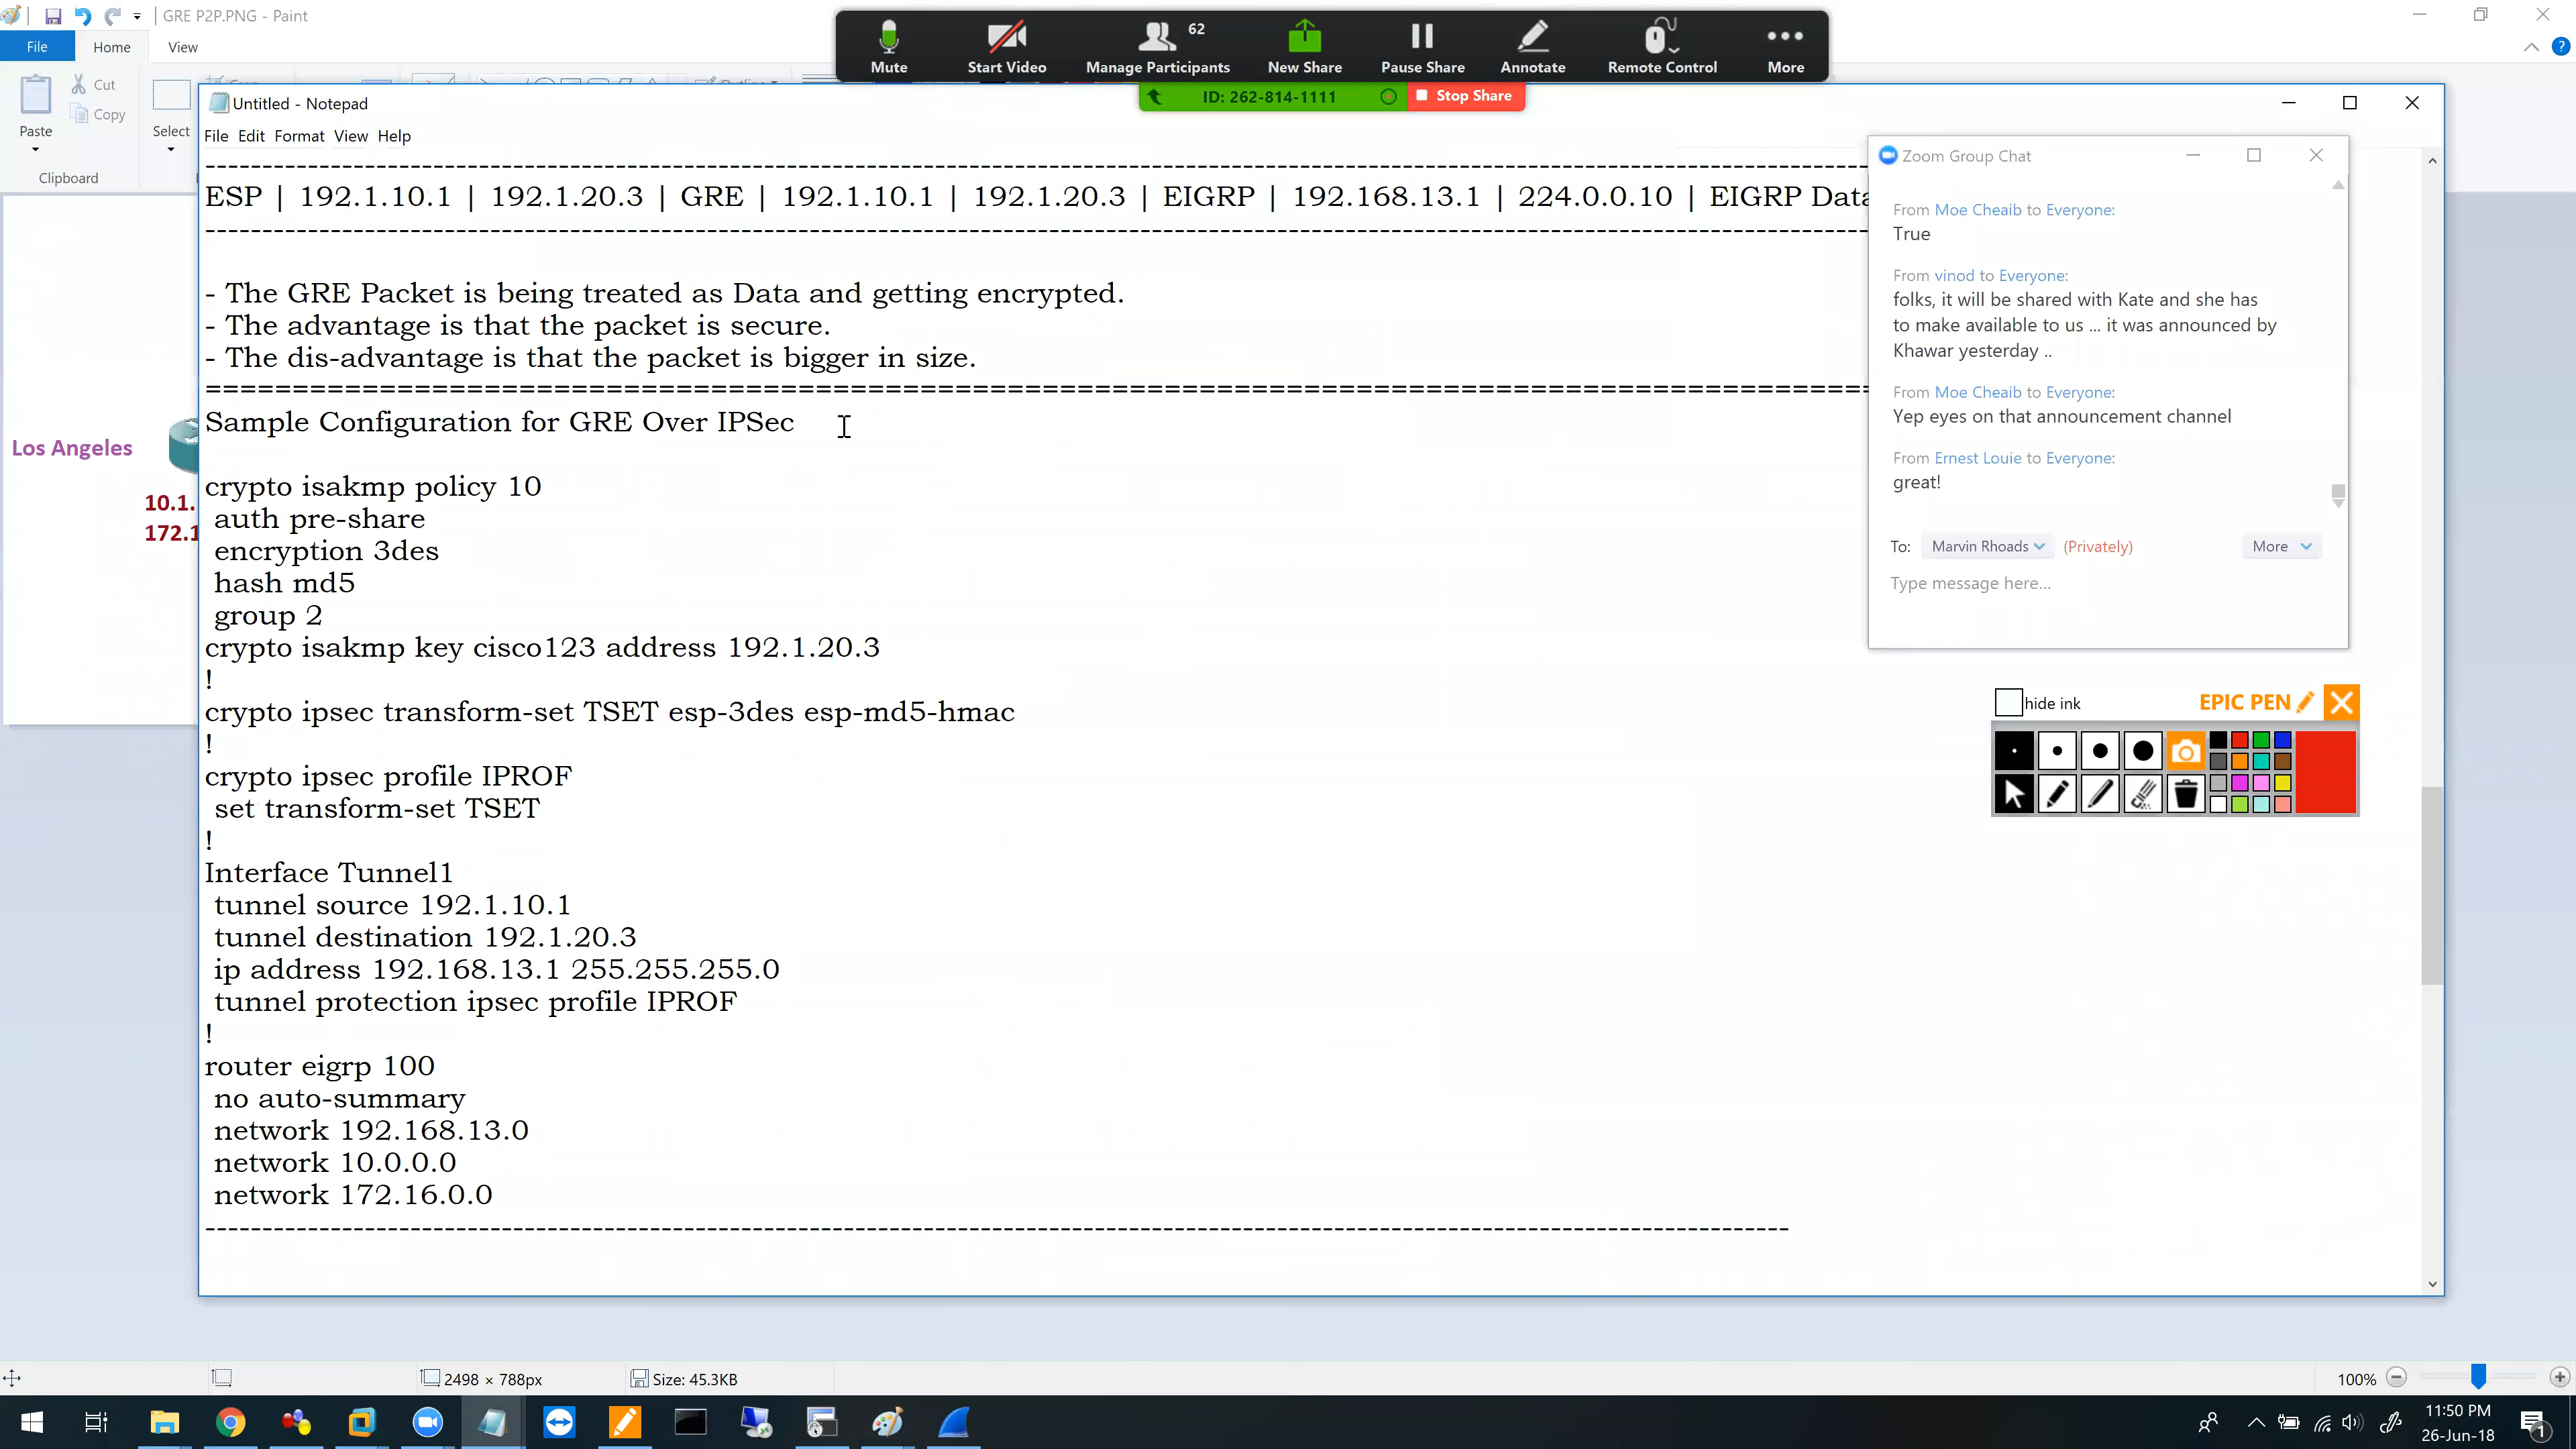 GRE P2P.PNG - Paint
File Home View
Cut
Copy
Paste
Select
Clipboard
62
Mute Start Video Manage Participants New Share Pause Share Annotate Remote Control More
ID: 262-814-1111 Stop Share
Untitled - Notepad
File Edit Format View Help
--------------------------------------------------------------------------------
ESP | 192.1.10.1 | 192.1.20.3 | GRE | 192.1.10.1 | 192.1.20.3 | EIGRP | 192.168.13.1 | 224.0.0.10 | EIGRP Data
--------------------------------------------------------------------------------
- The GRE Packet is being treated as Data and getting encrypted.
- The advantage is that the packet is secure.
- The dis-advantage is that the packet is bigger in size.
================================================================================
Sample Configuration for GRE Over IPSec
crypto isakmp policy 10
auth pre-share
encryption 3des
hash md5
group 2
crypto isakmp key cisco123 address 192.1.20.3
!
crypto ipsec transform-set TSET esp-3des esp-md5-hmac
!
crypto ipsec profile IPROF
set transform-set TSET
!
Interface Tunnel1
tunnel source 192.1.10.1
tunnel destination 192.1.20.3
ip address 192.168.13.1 255.255.255.0
tunnel protection ipsec profile IPROF
!
router eigrp 100
no auto-summary
network 192.168.13.0
network 10.0.0.0
network 172.16.0.0
--------------------------------------------------------------------------------
Los Angeles
10.1.
172.1
Zoom Group Chat
From Moe Cheaib to Everyone:
True
From vinod to Everyone:
folks, it will be shared with Kate and she has
to make available to us ... it was announced by
Khawar yesterday ..
From Moe Cheaib to Everyone:
Yep eyes on that announcement channel
From Ernest Louie to Everyone:
great!
To: Marvin Rhoads (Privately) More
Type message here...
hide ink EPIC PEN
2498 × 788px Size: 45.3KB 100%
11:50 PM
26-Jun-18
1